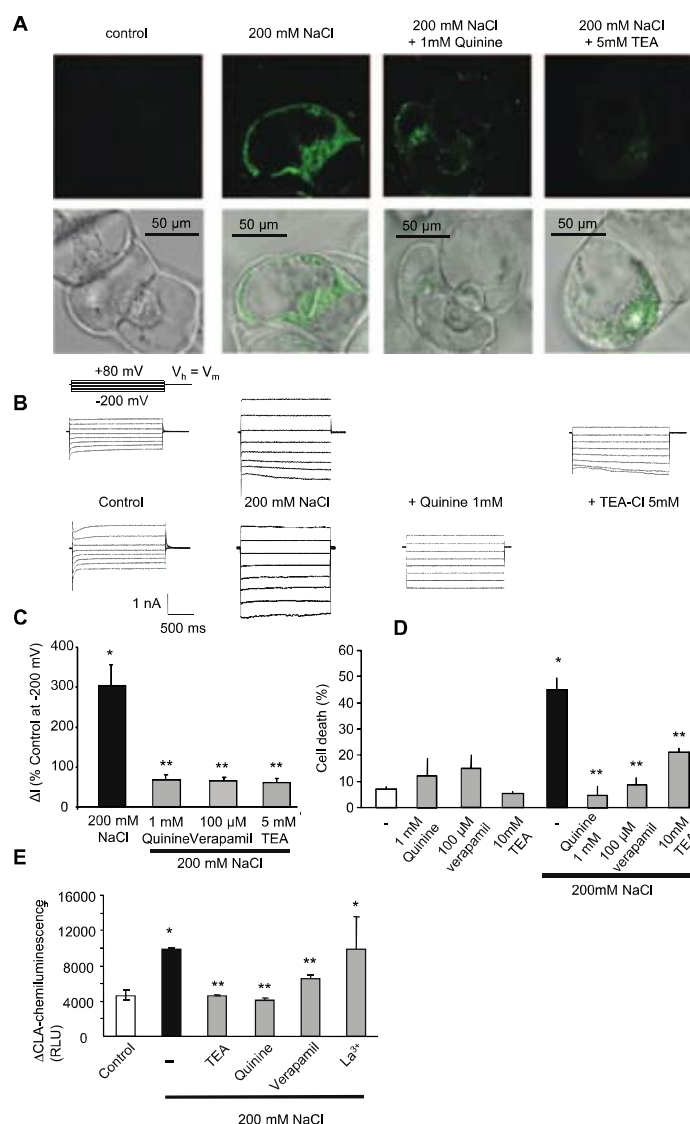 A
control
200 mM NaCl
200 mM NaCl
+ 1mM Quinine
200 mM NaCl
+ 5mM TEA
50 μm
50 μm
50 μm
50 μm
B
+80 mV
Vh = Vm
-200 mV
Control
200 mM NaCl
+ Quinine 1mM
+ TEA-Cl 5mM
1 nA
500 ms
C
ΔI (% Control at -200 mV)
400
300
200
100
0
*
**
**
**
200 mM
NaCl
1 mM
Quinine
100 μM
Verapamil
5 mM
TEA
200 mM NaCl
D
Cell death (%)
60
50
40
30
20
10
0
*
**
**
**
-
1 mM
Quinine
100 μM
verapamil
10mM
TEA
-
Quinine
1 mM
100 μM
verapamil
10mM
TEA
200mM NaCl
E
ΔCLA-chemiluminescence
(RLU)
16000
12000
8000
4000
0
*
**
**
**
*
Control
–
TEA
Quinine
Verapamil
La³⁺
200 mM NaCl